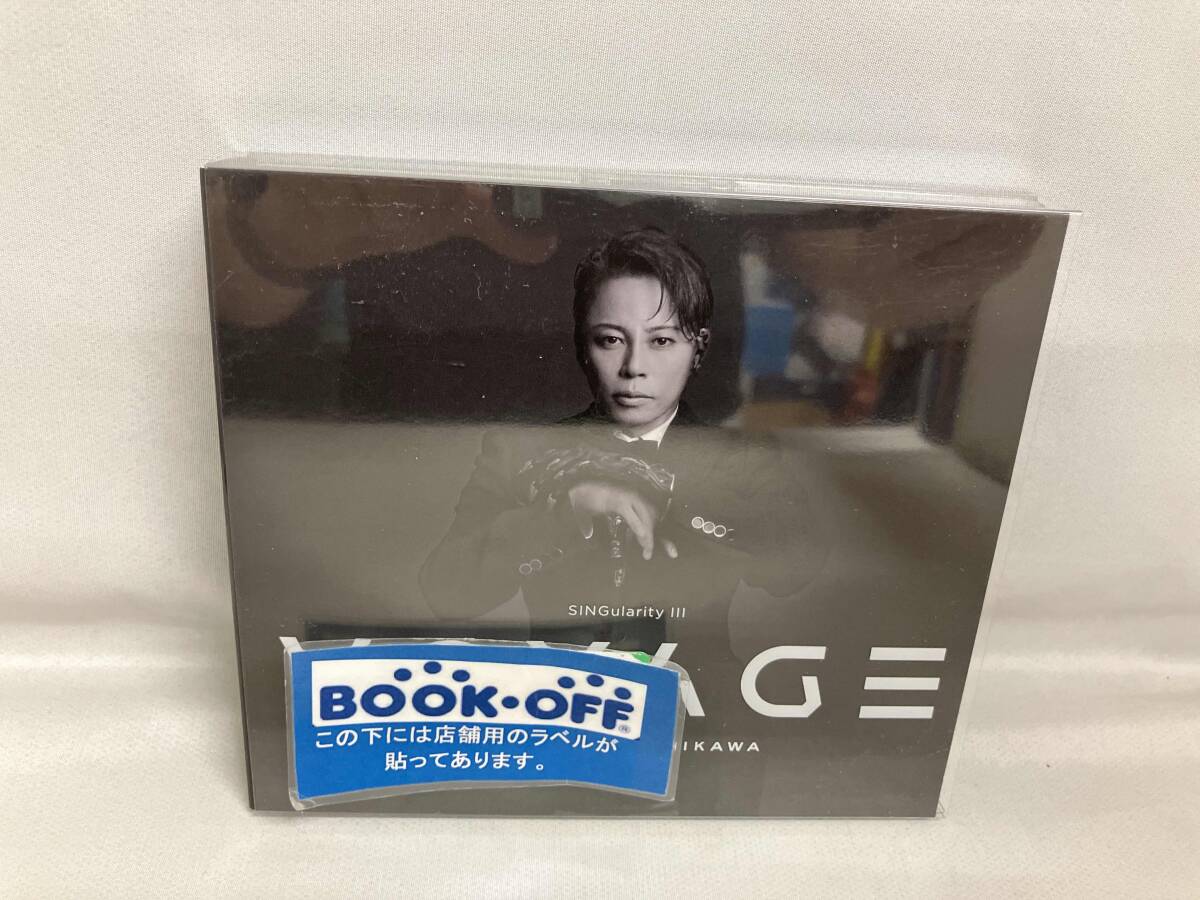 SINGularity III
AGE
BOOK・OFF®
この下には店舗用のラベルが
貼ってあります。
HIKAWA